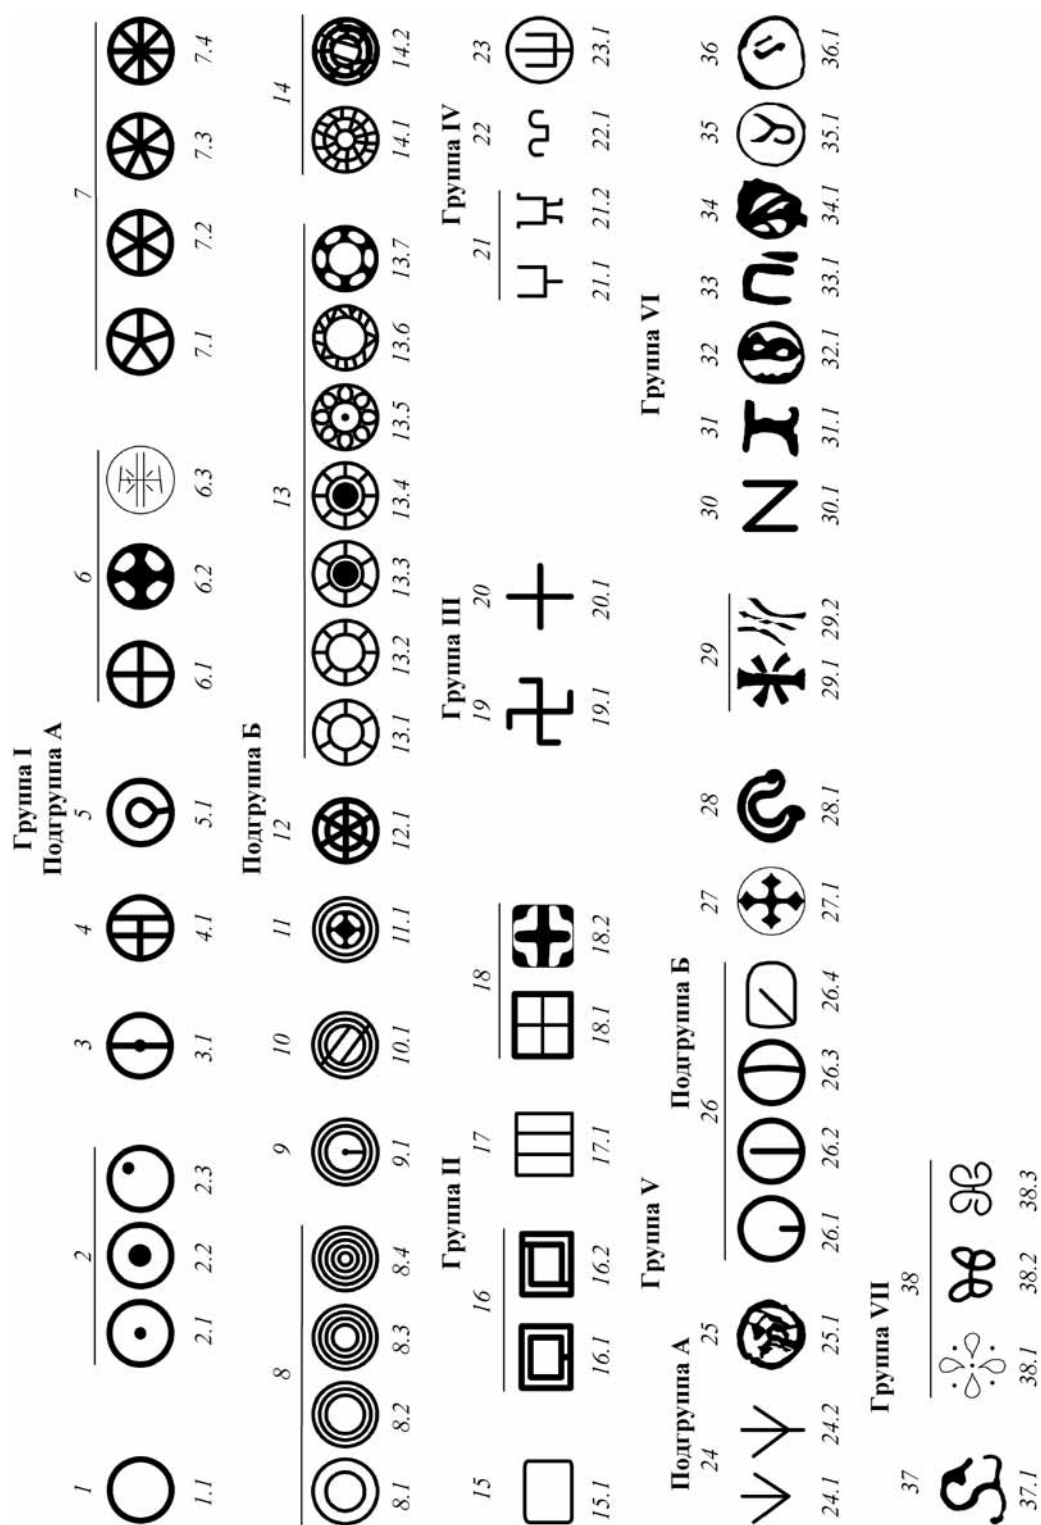 Группа I
Подгруппа А
1 2 3 4 5 6 7
1.1 2.1 2.2 2.3 3.1 4.1 5.1 6.1 6.2 6.3 7.1 7.2 7.3 7.4
Подгруппа Б
8 9 10 11 12 13 14
8.1 8.2 8.3 8.4 9.1 10.1 11.1 12.1 13.1 13.2 13.3 13.4 13.5 13.6 13.7 14.1 14.2
Группа II Группа III Группа IV
15 16 17 18 19 20 21 22 23
15.1 16.1 16.2 17.1 18.1 18.2 19.1 20.1 21.1 21.2 22.1 23.1
Группа V Группа VI
Подгруппа А Подгруппа Б
24 25 26 27 28 29 30 31 32 33 34 35 36
24.1 24.2 25.1 26.1 26.2 26.3 26.4 27.1 28.1 29.1 29.2 30.1 31.1 32.1 33.1 34.1 35.1 36.1
Группа VII
37 38
37.1 38.1 38.2 38.3